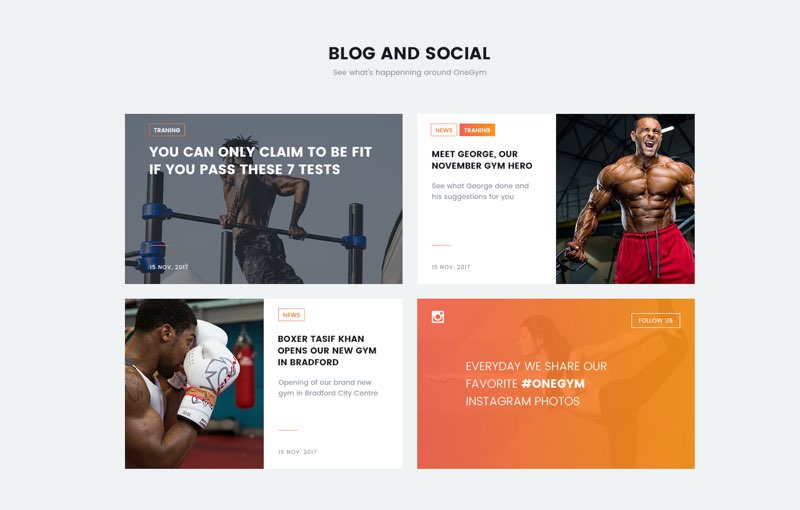 BLOG AND SOCIAL
See what's happenning around OneGym
TRANING
YOU CAN ONLY CLAIM TO BE FIT
IF YOU PASS THESE 7 TESTS
15 NOV, 2017
NEWS TRANING
MEET GEORGE, OUR
NOVEMBER GYM HERO
See what George done and
his suggestions for you
15 NOV, 2017
NEWS
BOXER TASIF KHAN
OPENS OUR NEW GYM
IN BRADFORD
Opening of our brand new
gym in Bradford City Centre
15 NOV, 2017
FOLLOW US
EVERYDAY WE SHARE OUR
FAVORITE #ONEGYM
INSTAGRAM PHOTOS